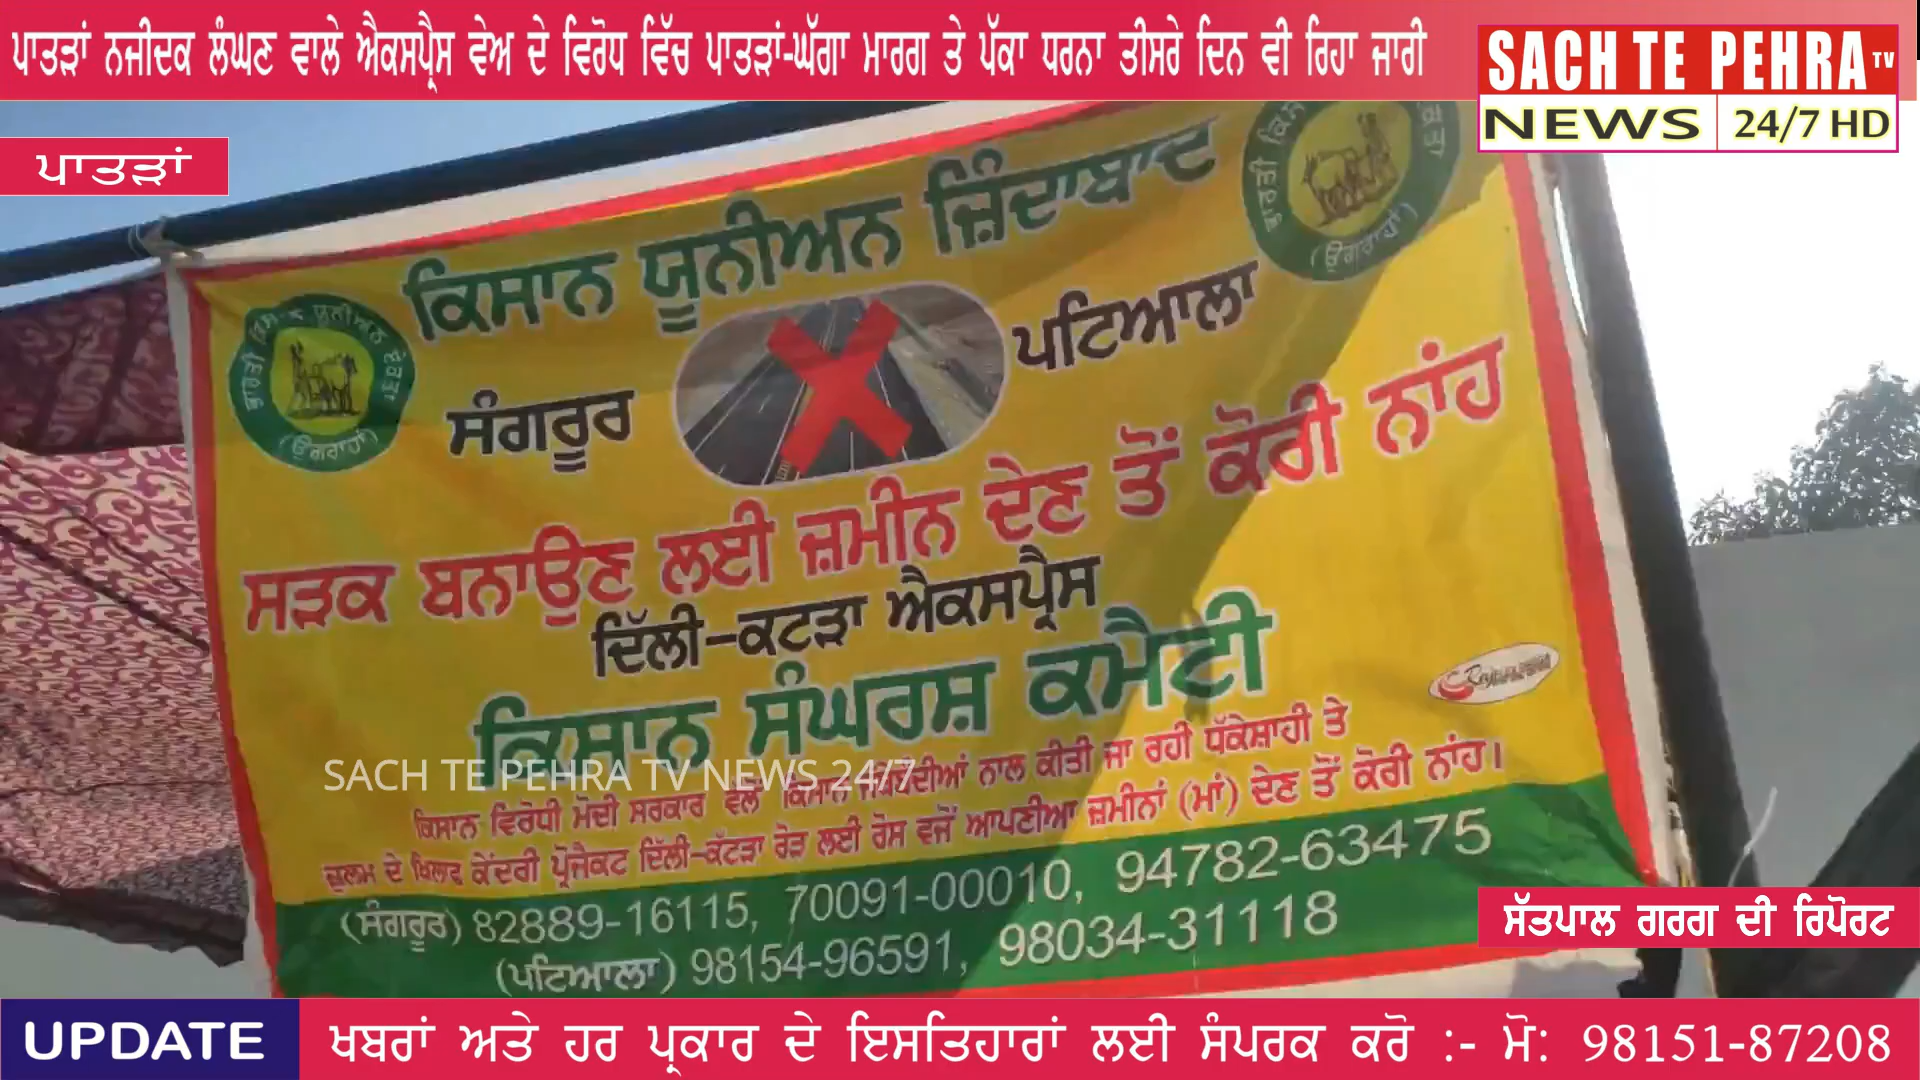 ਪਾਤੜਾਂ ਨਜੀਦਕ ਲੰਘਣ ਵਾਲੇ ਐਕਸਪ੍ਰੈਸ ਵੇਅ ਦੇ ਵਿਰੋਧ ਵਿੱਚ ਪਾਤੜਾਂ-ਘੱਗਾ ਮਾਰਗ ਤੇ ਪੱਕਾ ਧਰਨਾ ਤੀਸਰੇ ਦਿਨ ਵੀ ਰਿਹਾ ਜਾਰੀ
SACH TE PEHRA TV
NEWS 24/7 HD
ਪਾਤੜਾਂ
ਕਿਸਾਨ ਯੂਨੀਅਨ ਜ਼ਿੰਦਾਬਾਦ
(ਉਗਰਾਹਾਂ)
(ਉਗਰਾਹਾਂ)
ਸੰਗਰੂਰ ਪਟਿਆਲਾ
ਸੜਕ ਬਨਾਉਣ ਲਈ ਜ਼ਮੀਨ ਦੇਣ ਤੋਂ ਕੋਰੀ ਨਾਂਹ
ਦਿੱਲੀ-ਕਟੜਾ ਐਕਸਪ੍ਰੈਸ
ਕਿਸਾਨ ਸੰਘਰਸ਼ ਕਮੈਟੀ
SACH TE PEHRA TV NEWS 24/7
ਕਿਸਾਨ ਵਿਰੋਧੀ ਮੋਦੀ ਸਰਕਾਰ ਵਲੋਂ ਕਿਸਾਨ ਨਾਲ ਕੀਤੀ ਜਾ ਰਹੀ ਧੱਕੇਸ਼ਾਹੀ ਤੇ
ਜ਼ੁਲਮ ਦੇ ਖਿਲਾਫ ਕੇਂਦਰੀ ਪ੍ਰੋਜੈਕਟ ਦਿੱਲੀ-ਕੱਟੜਾ ਰੋਡ ਲਈ ਰੋਸ ਵਜੋਂ ਆਪਣੀਆ ਜ਼ਮੀਨਾਂ (ਮਾਂ) ਦੇਣ ਤੋਂ ਕੋਰੀ ਨਾਂਹ।
(ਸੰਗਰੂਰ) 82889-16115, 70091-00010, 94782-63475
(ਪਟਿਆਲਾ) 98154-96591, 98034-31118
ਸੱਤਪਾਲ ਗਰਗ ਦੀ ਰਿਪੋਰਟ
UPDATE ਖਬਰਾਂ ਅਤੇ ਹਰ ਪ੍ਰਕਾਰ ਦੇ ਇਸਤਿਹਾਰਾਂ ਲਈ ਸੰਪਰਕ ਕਰੋ :- ਮੋ: 98151-87208